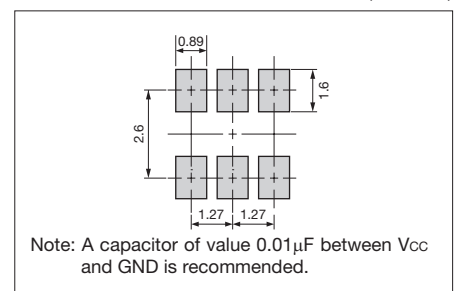 0.89
1.6
2.6
1.27 1.27
Note: A capacitor of value 0.01μF between Vcc
and GND is recommended.